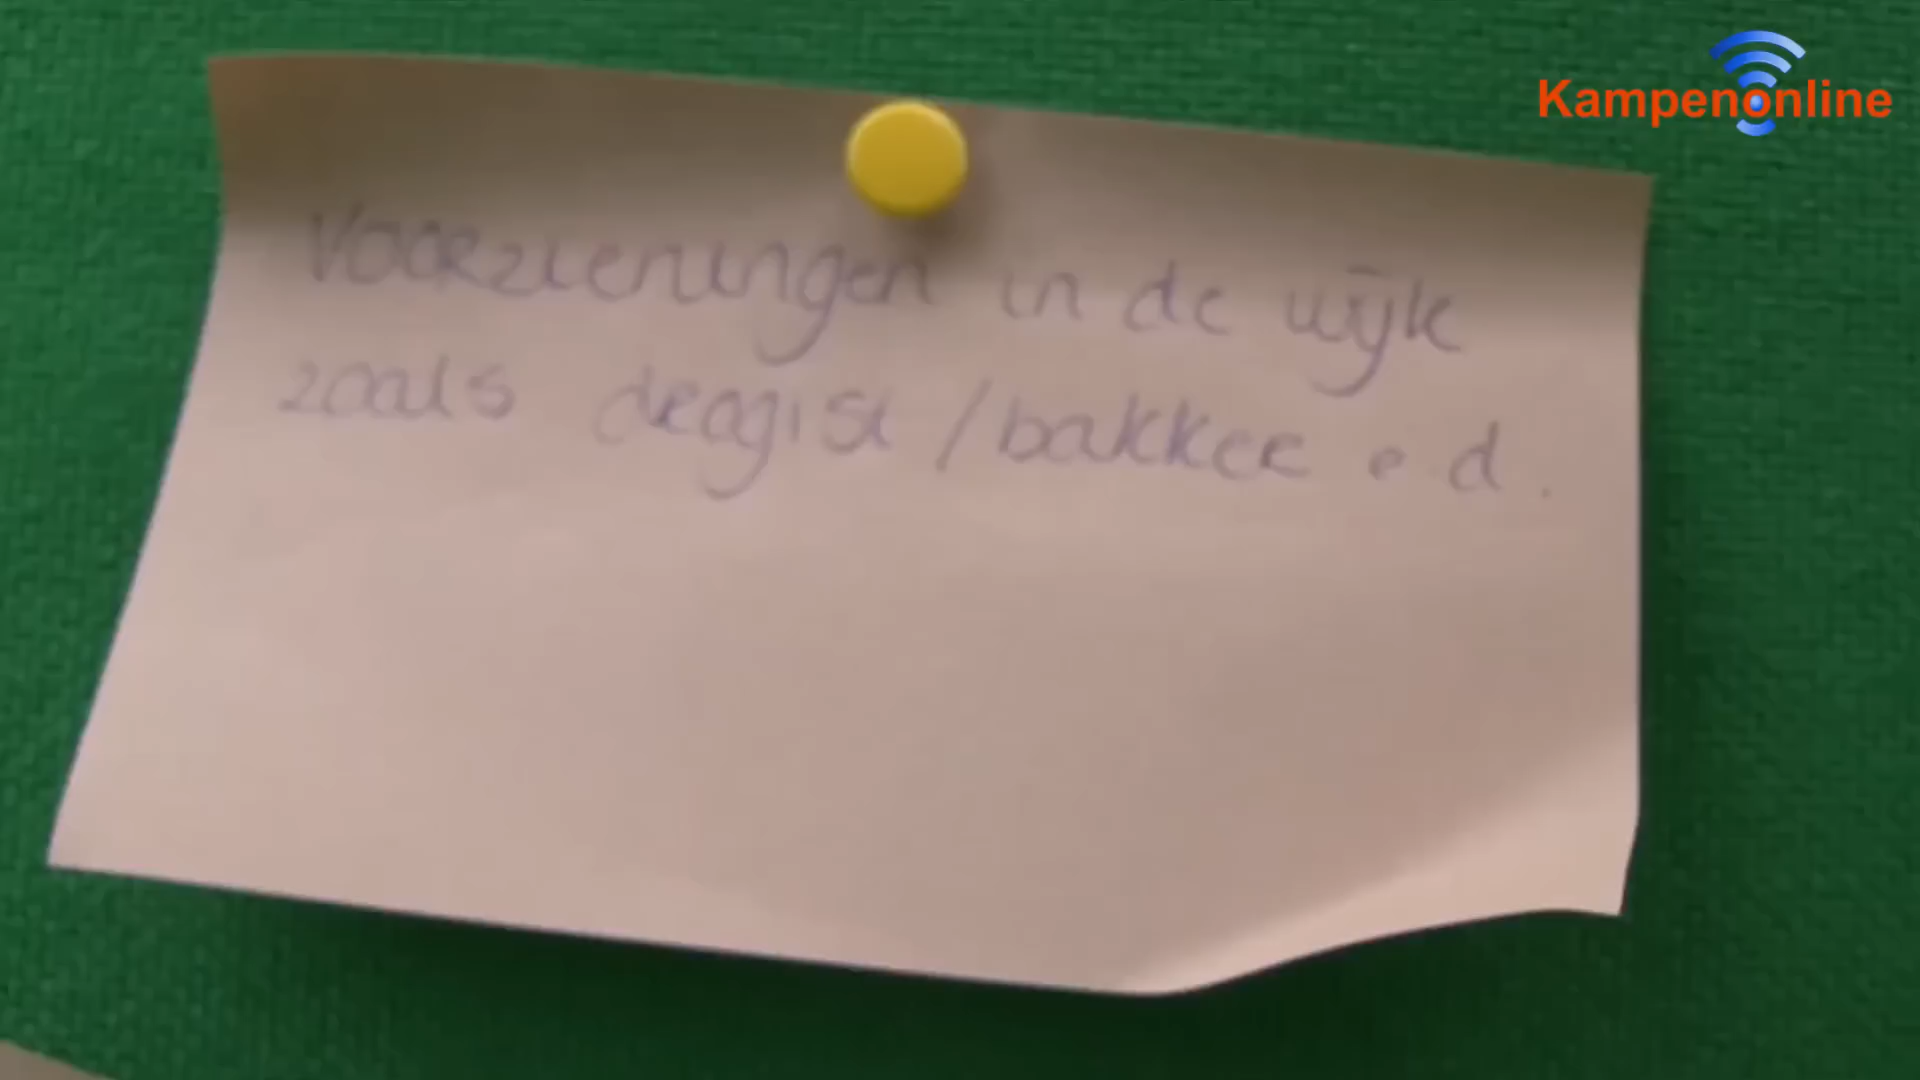 Kampenonline
Voorzieningen in de wijk
zoals drogist / bakker e d.